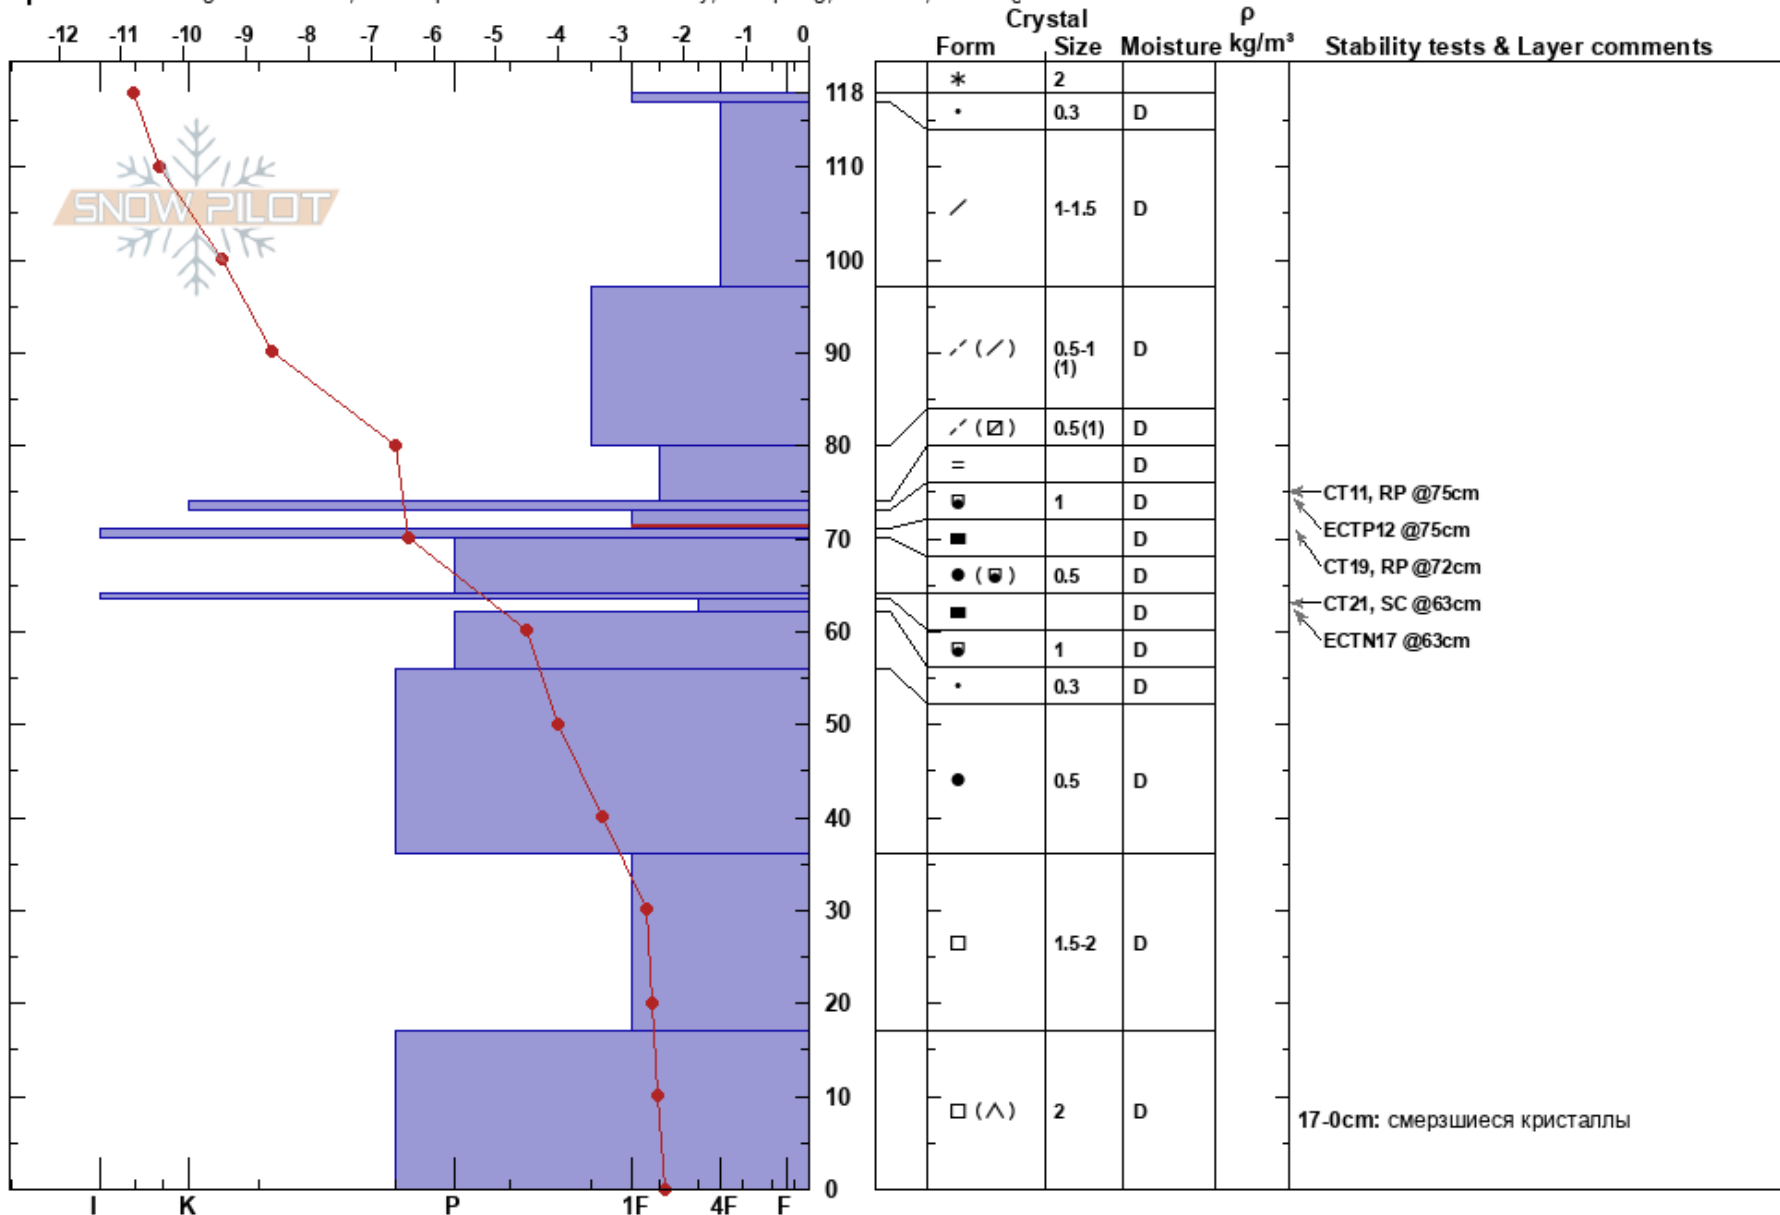 Crystal ρ
-12 -11 -10 -9 -8 -7 -6 -5 -4 -3 -2 -1 0 Form Size Moisture kg/m³ Stability tests & Layer comments
* 2
118
• 0.3 D
SNOW PILOT
110
/ 1-1.5 D
100
90 (/) 0.5-1 D
(1)
0.5(1) D
80
= D
1 D CT11, RP @75cm
ECTP12 @75cm
70 D
CT19, RP @72cm
0.5 D
CT21, SC @63cm
D
60 ECTN17 @63cm
1 D
0.3 D
50
0.5 D
40
30
1.5-2 D
20
10
□ (∧) 2 D 17-0cm: смерзшиеся кристаллы
0
I K P 1F 4F F